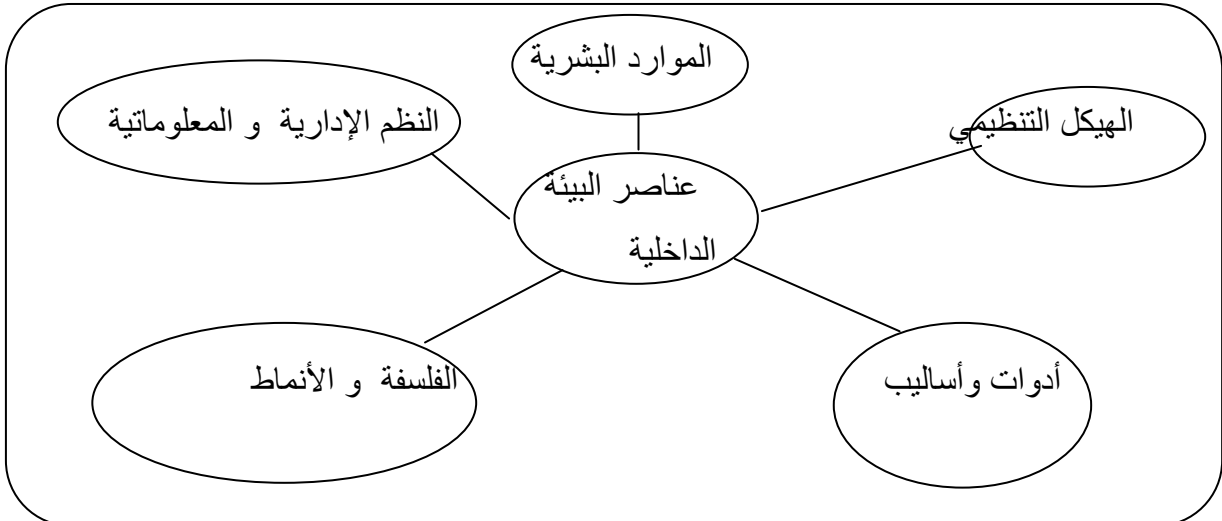 الموارد البشرية
الهيكل التنظيمي
النظم الإدارية و المعلوماتية
عناصر البيئة
الداخلية
أدوات وأساليب
الفلسفة و الأنماط